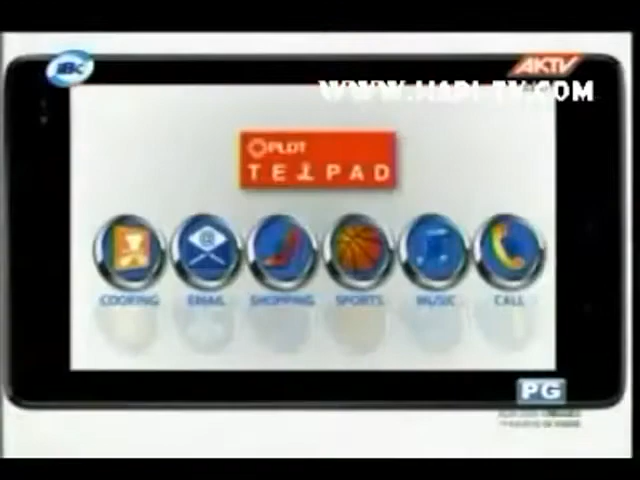 IBC
AKTV
WWW.HAPI-TV.COM
PLDT
TELPAD
COOKING EMAIL SHOPPING SPORTS MUSIC CALL
PG